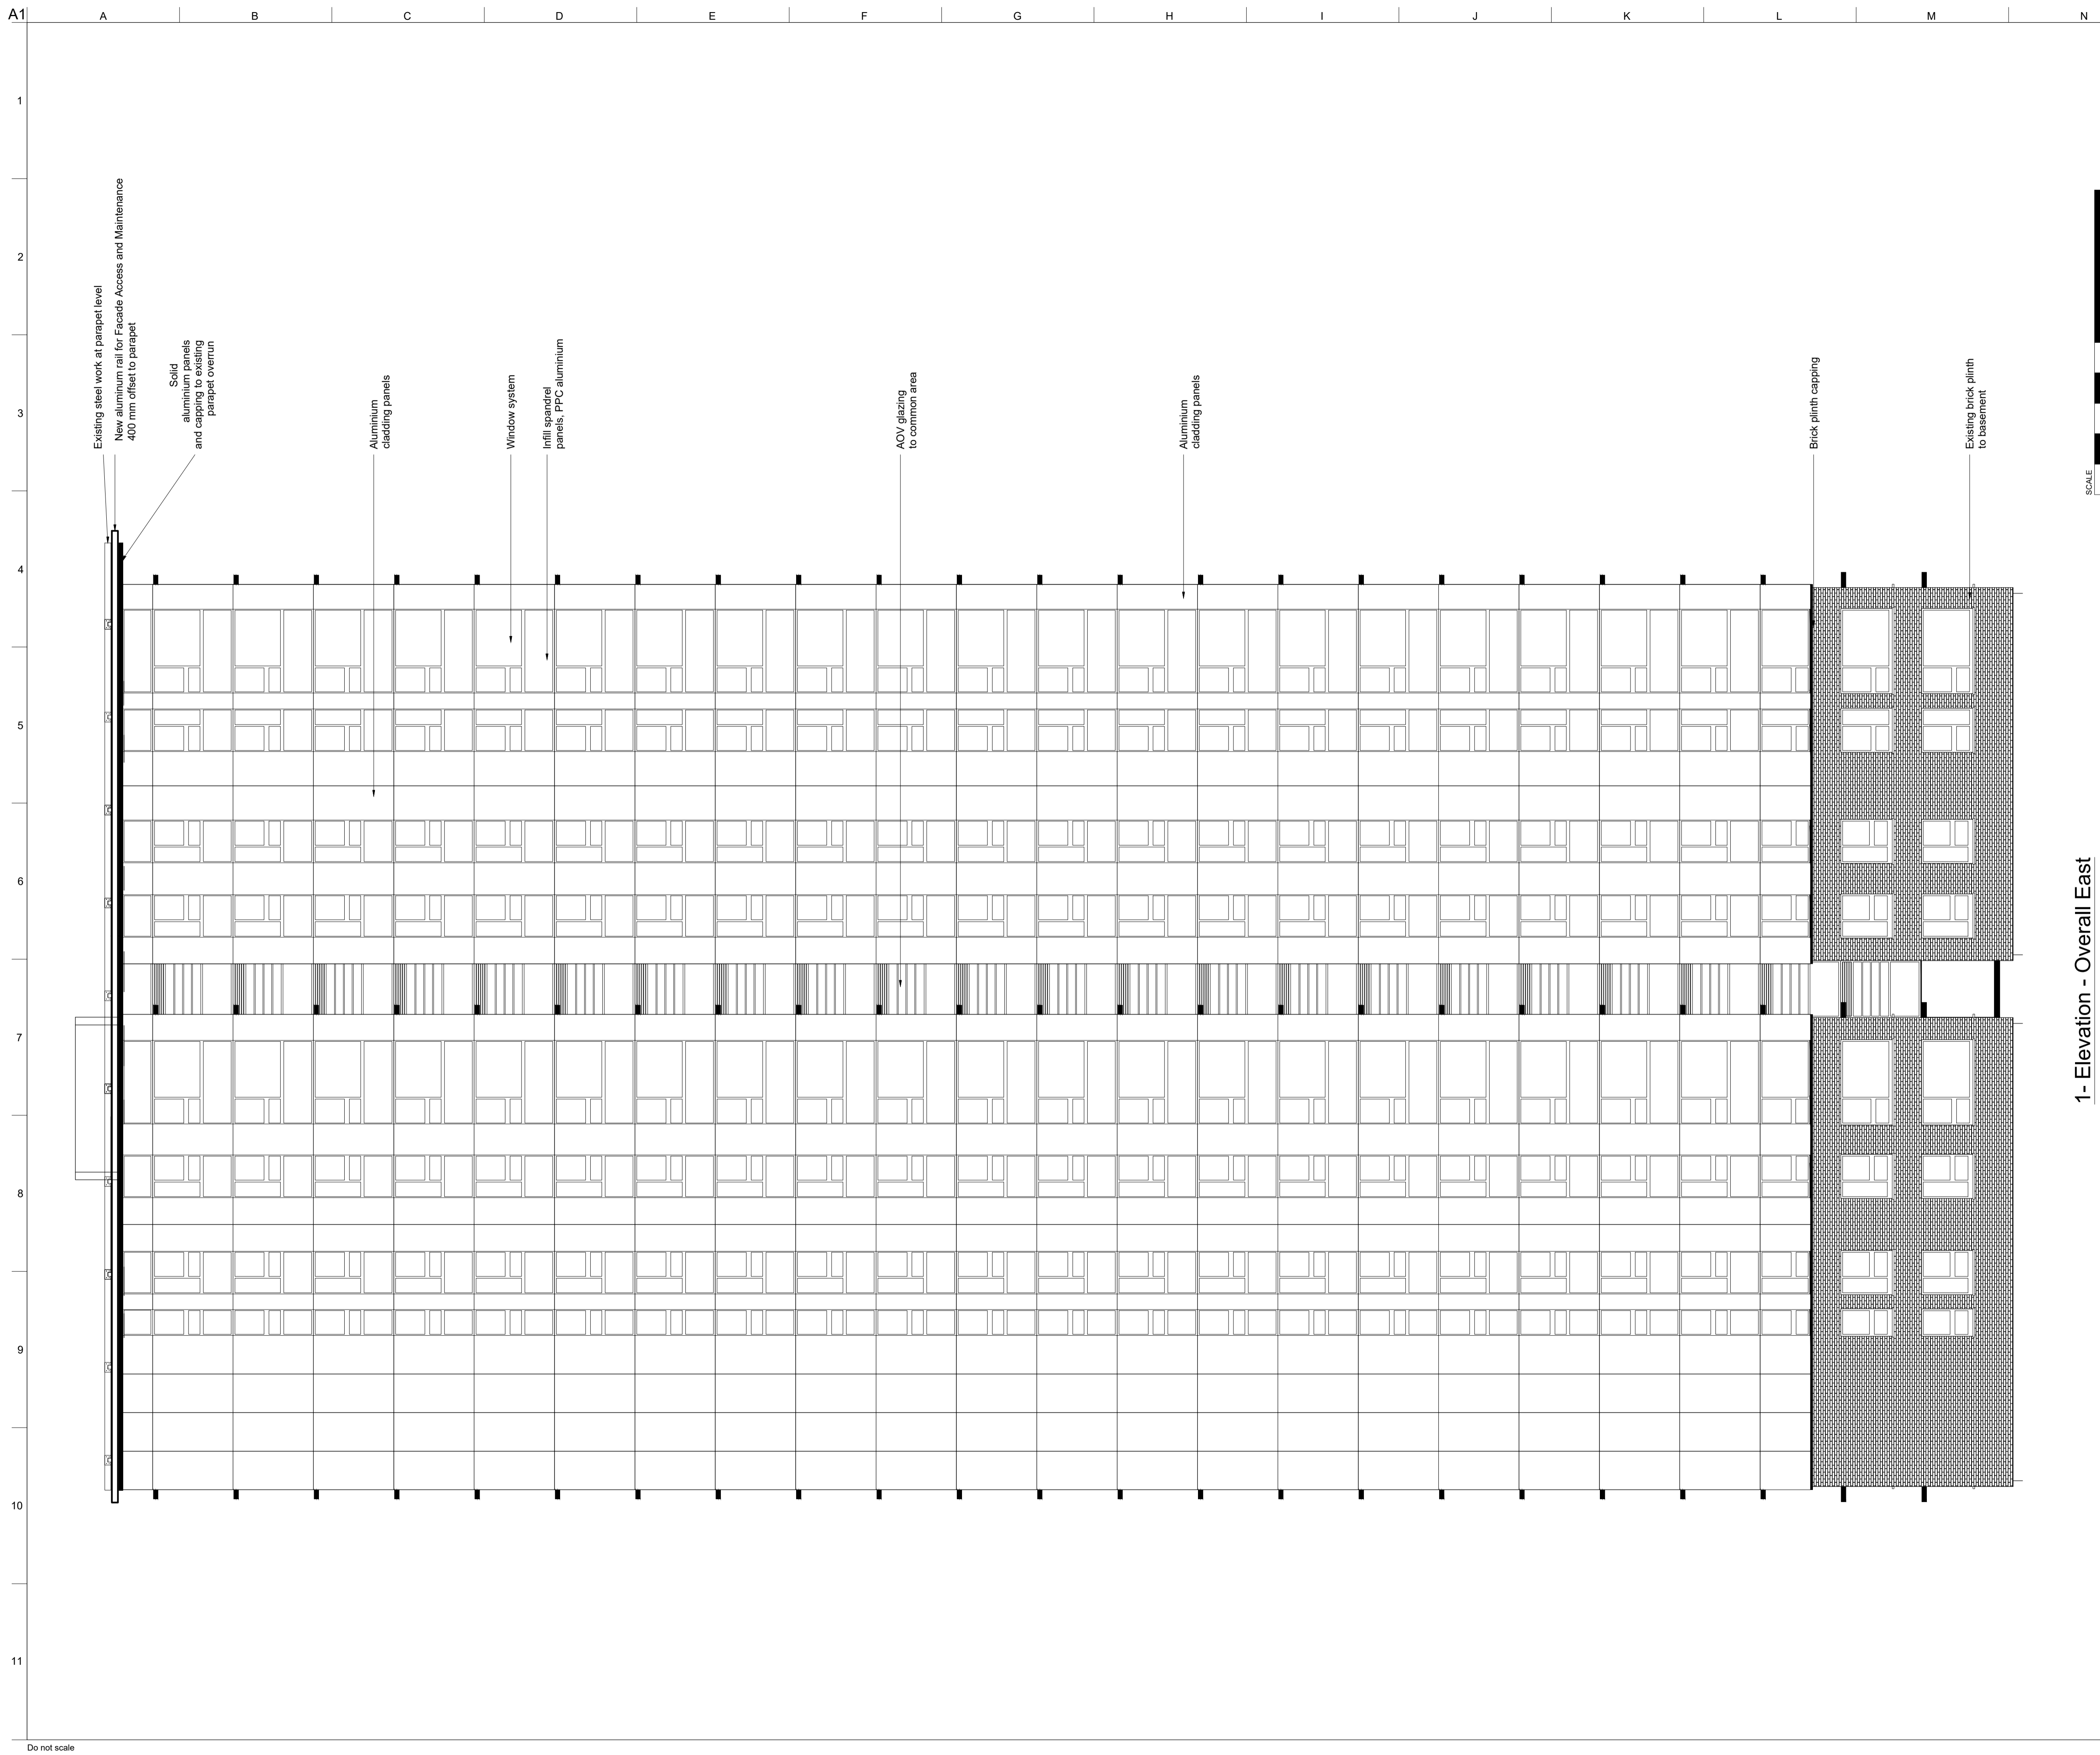 A1
A
B
C
D
E
F
G
H
I
J
K
L
M
N
1
2
3
4
5
6
7
8
9
10
11
Existing steel work at parapet level
New aluminum rail for Facade Access and Maintenance
400 mm offset to parapet
Solid
aluminium panels
and capping to existing
parapet overrun
Aluminium
cladding panels
Window system
Infill spandrel
panels, PPC aluminium
AOV glazing
to common area
Aluminium
cladding panels
Brick plinth capping
Existing brick plinth
to basement
SCALE
1- Elevation - Overall East
Do not scale